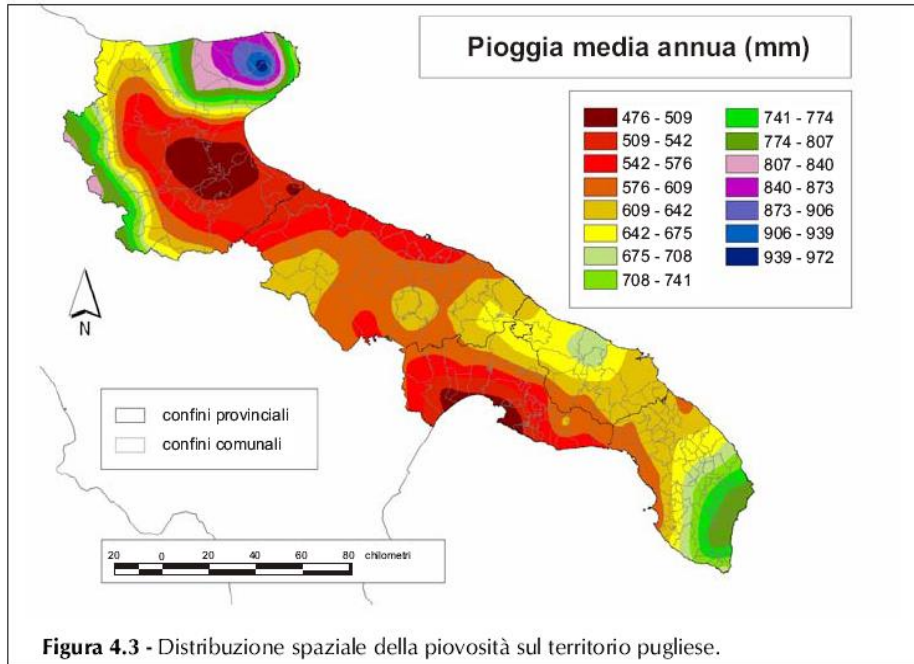 Pioggia media annua (mm)
476 - 509
509 - 542
542 - 576
576 - 609
609 - 642
642 - 675
675 - 708
708 - 741
741 - 774
774 - 807
807 - 840
840 - 873
873 - 906
906 - 939
939 - 972
N
confini provinciali
confini comunali
20 0 20 40 60 80 chilometri
Figura 4.3 - Distribuzione spaziale della piovosità sul territorio pugliese.